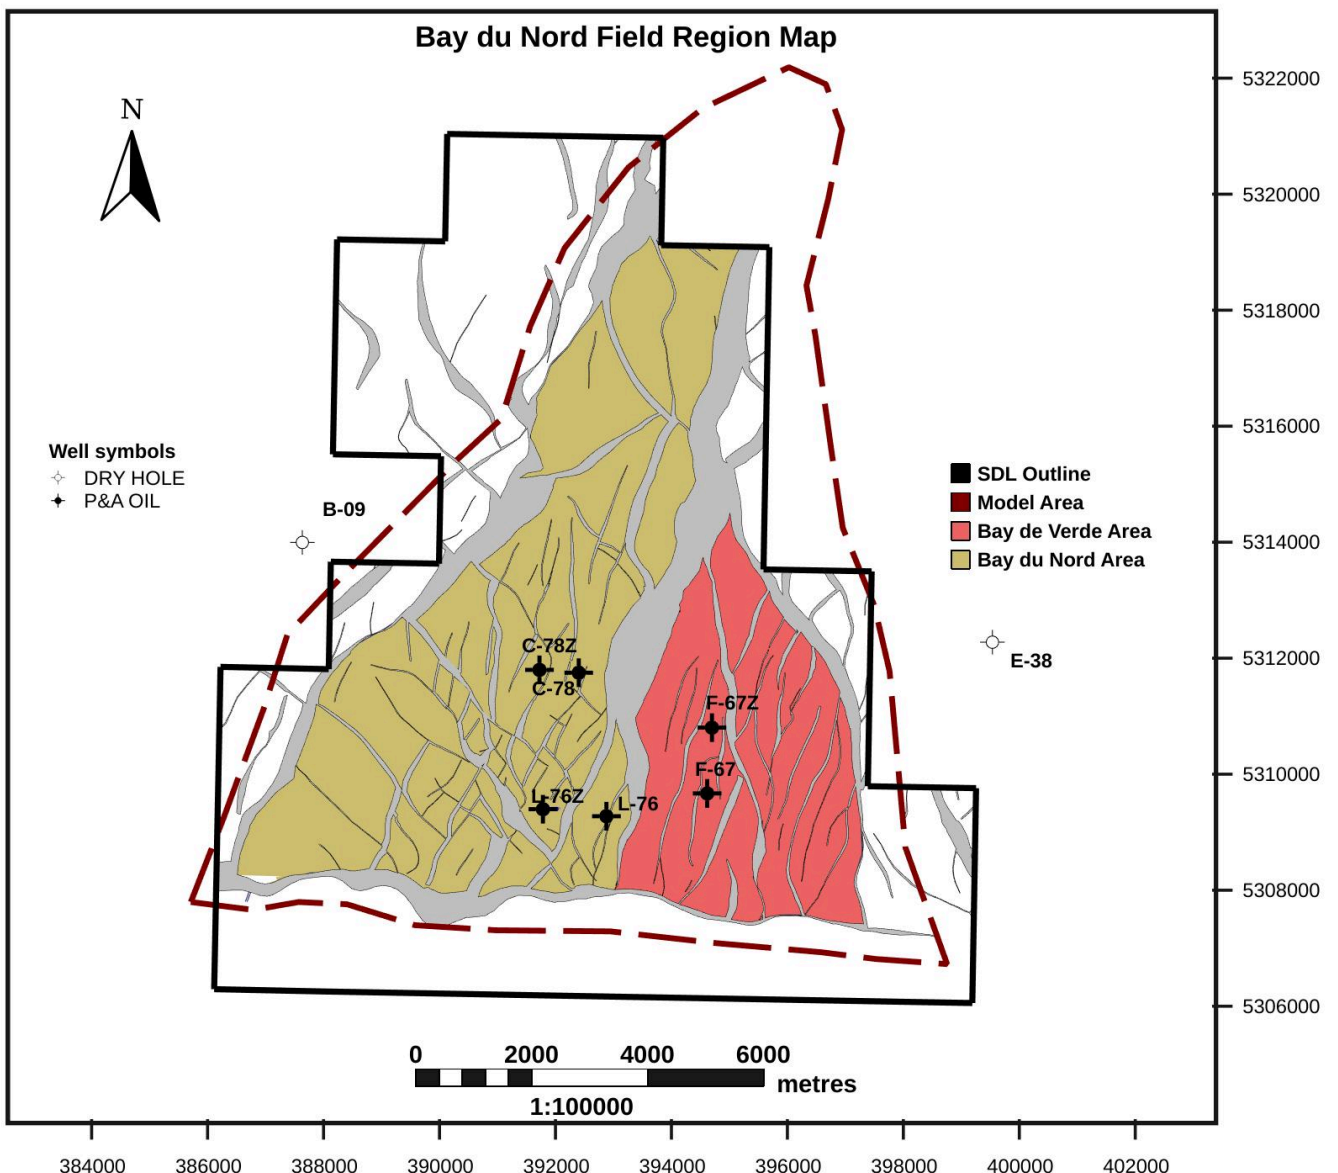 Bay du Nord Field Region Map
N
5322000
5320000
5318000
5316000
5314000
5312000
5310000
5308000
5306000
Well symbols
DRY HOLE
P&A OIL
B-09
SDL Outline
Model Area
Bay de Verde Area
Bay du Nord Area
E-38
C-78Z
C-78
F-67Z
F-67
L-76Z
L-76
0 2000 4000 6000
metres
1:100000
384000 386000 388000 390000 392000 394000 396000 398000 400000 402000